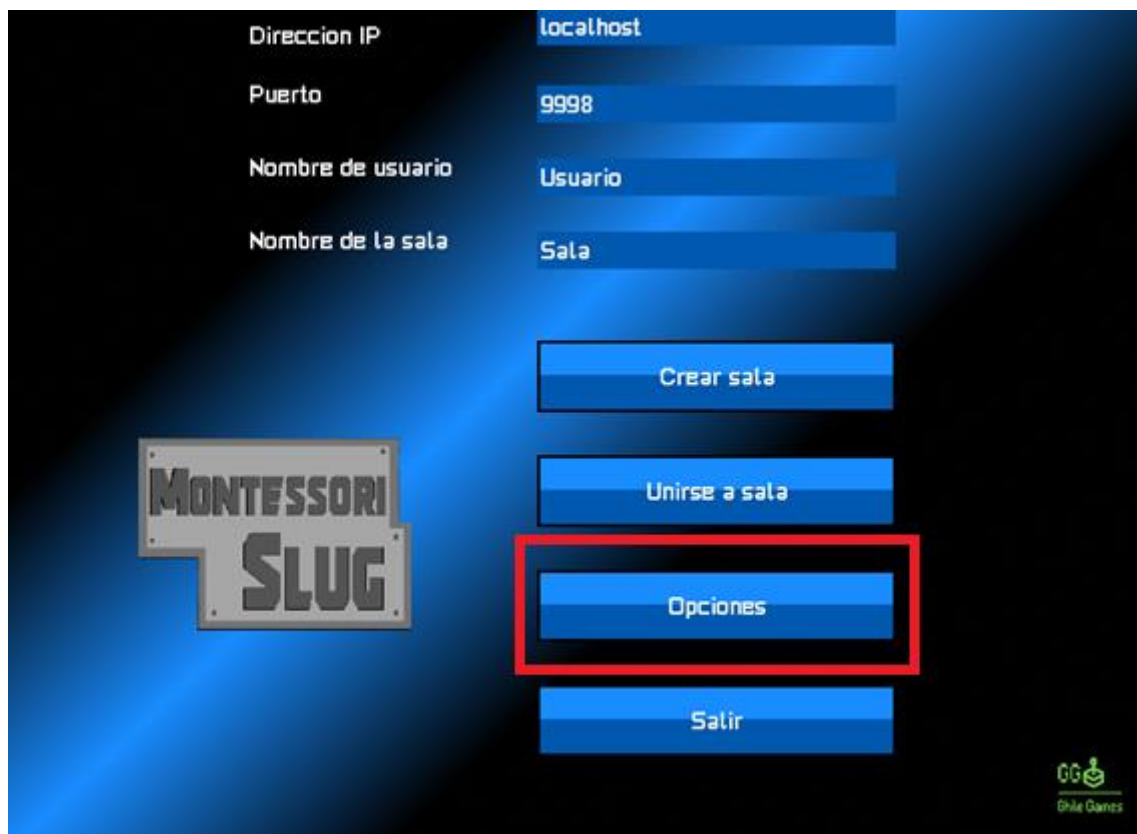 Direccion IP
localhost
Puerto
9998
Nombre de usuario
Usuario
Nombre de la sala
Sala
Crear sala
Unirse a sala
MONTESSORI
SLUG
Opciones
Salir
GG
Ghile Games